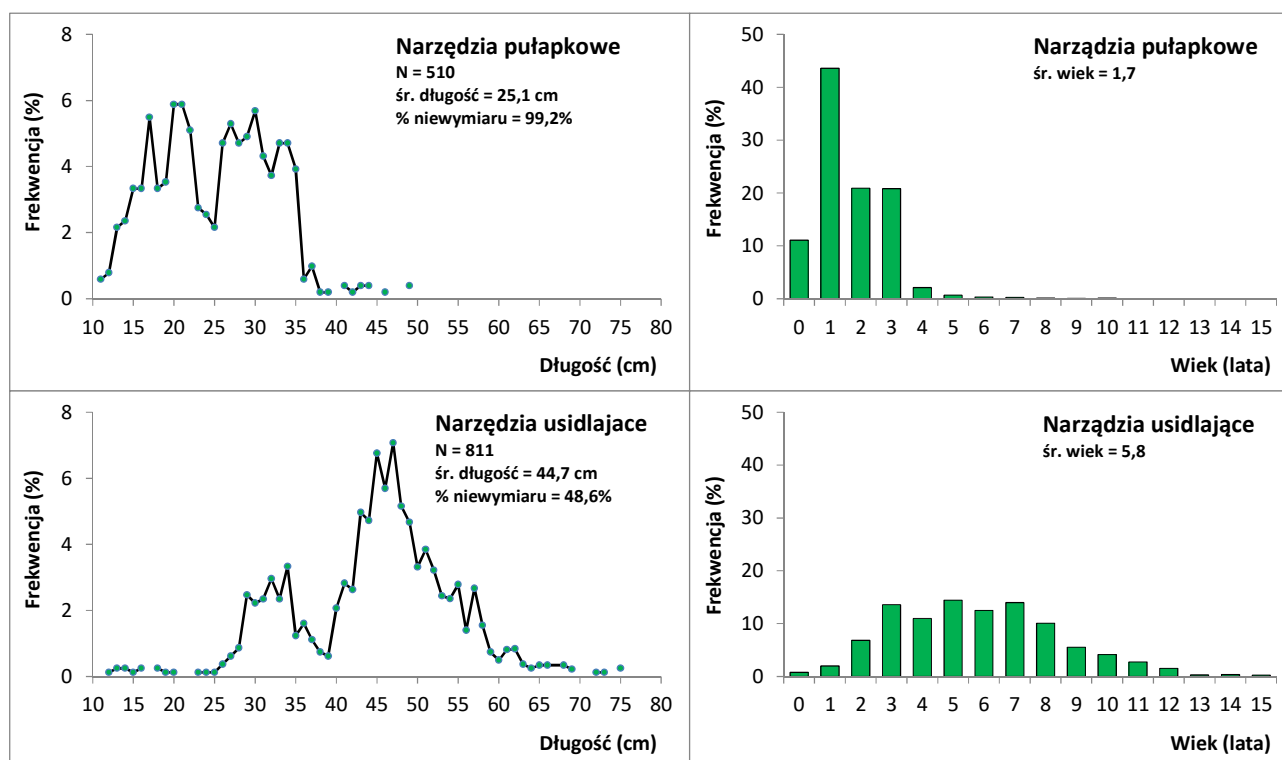 Narzędzia pułapkowe
N = 510
śr. długość = 25,1 cm
% niewymiaru = 99,2%
Frekwencja (%)
8
6
4
2
0
10 15 20 25 30 35 40 45 50 55 60 65 70 75 80
Długość (cm)
Narządzia pułapkowe
śr. wiek = 1,7
Frekwencja (%)
50
40
30
20
10
0
0 1 2 3 4 5 6 7 8 9 10 11 12 13 14 15
Wiek (lata)
Narzędzia usidlajace
N = 811
śr. długość = 44,7 cm
% niewymiaru = 48,6%
Frekwencja (%)
8
6
4
2
0
10 15 20 25 30 35 40 45 50 55 60 65 70 75 80
Długość (cm)
Narządzia usidlające
śr. wiek = 5,8
Frekwencja (%)
50
40
30
20
10
0
0 1 2 3 4 5 6 7 8 9 10 11 12 13 14 15
Wiek (lata)